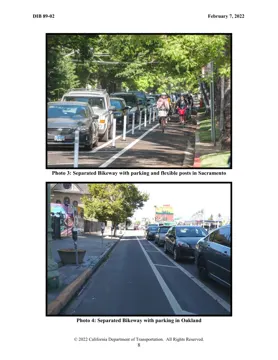 DIB 89-02 February 7, 2022
Photo 3: Separated Bikeway with parking and flexible posts in Sacramento
Photo 4: Separated Bikeway with parking in Oakland
© 2022 California Department of Transportation. All Rights Reserved.
8